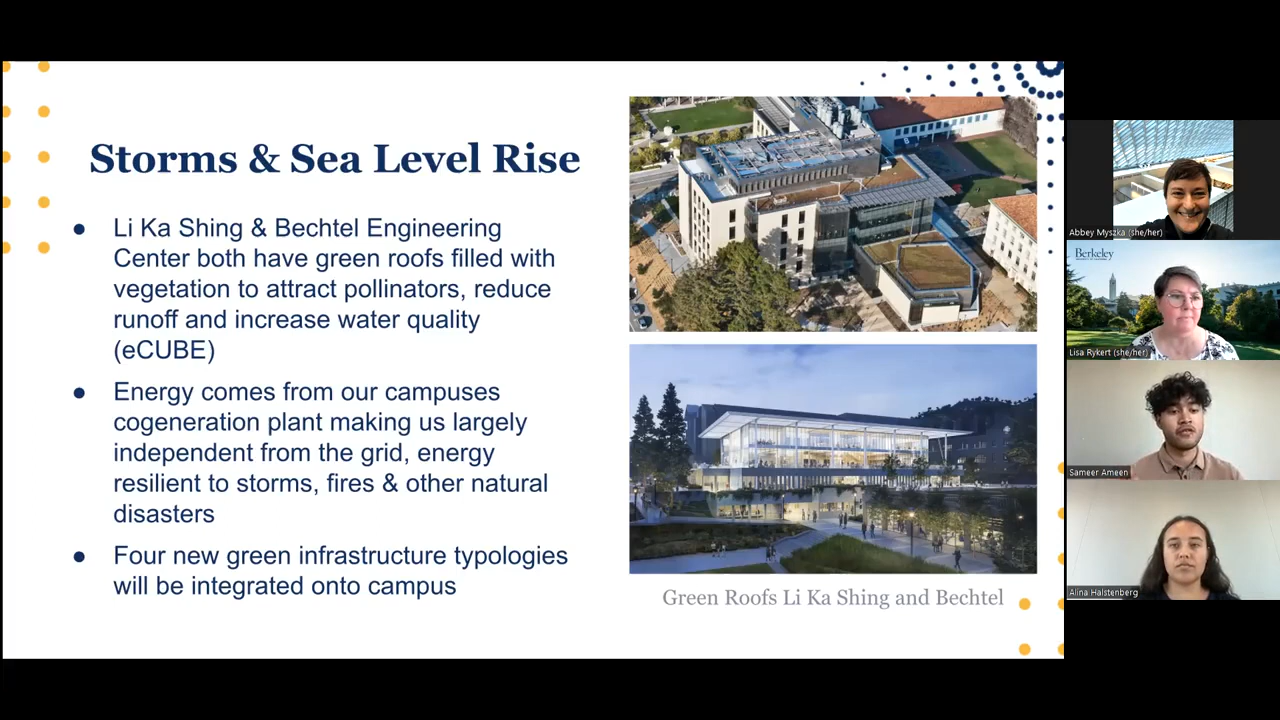 Storms & Sea Level Rise
● Li Ka Shing & Bechtel Engineering
Center both have green roofs filled with
vegetation to attract pollinators, reduce
runoff and increase water quality
(eCUBE)
● Energy comes from our campuses
cogeneration plant making us largely
independent from the grid, energy
resilient to storms, fires & other natural
disasters
● Four new green infrastructure typologies
will be integrated onto campus
Green Roofs Li Ka Shing and Bechtel
Abbey Myszka (she/her)
Berkeley
Lisa Rykert (she/her)
Sameer Ameen
Alina Halstenberg